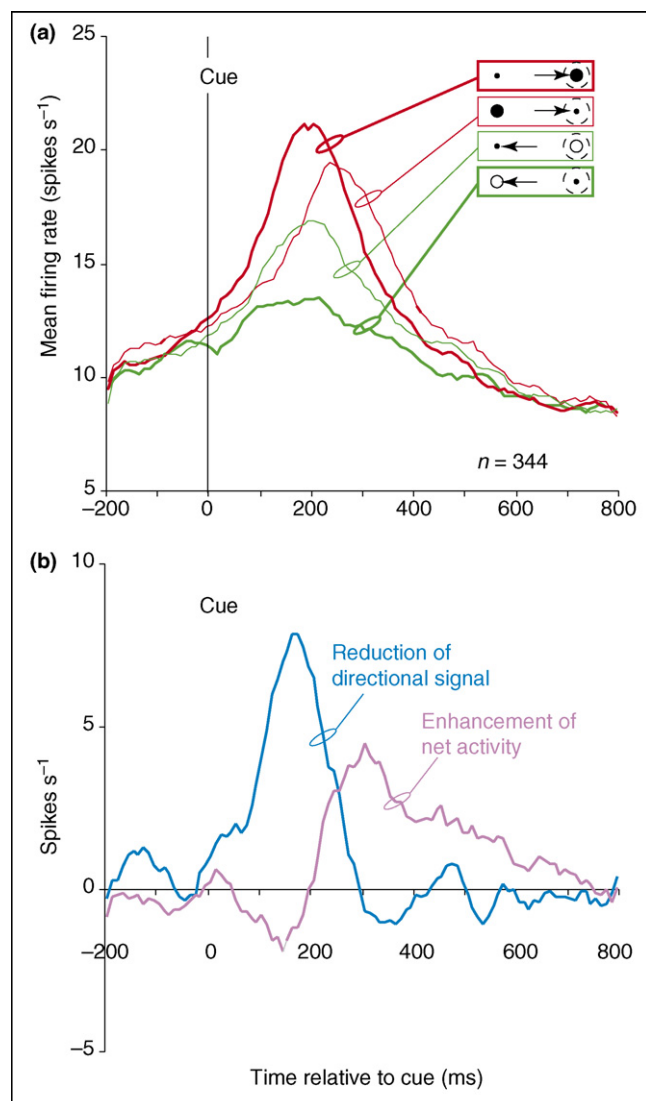 (a)
25
Cue
20
Mean firing rate (spikes s⁻¹)
15
10
n = 344
5
–200
0
200
400
600
800
(b)
10
Cue
Reduction of
directional signal
Enhancement of
net activity
5
Spikes s⁻¹
0
–200
0
200
400
600
800
–5
Time relative to cue (ms)